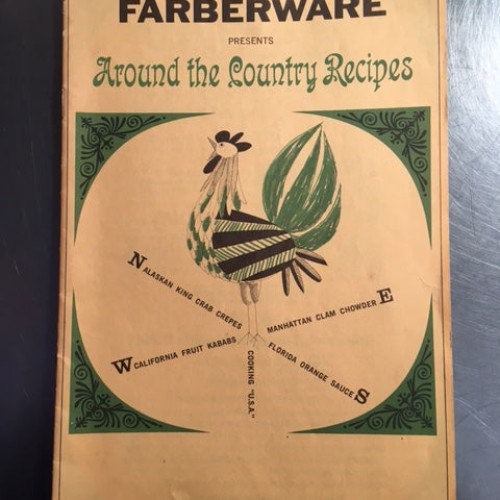 FARBERWARE
PRESENTS
Around the Country Recipes
N ALASKAN KING CRAB CREPES
MANHATTAN CLAM CHOWDER E
W CALIFORNIA FRUIT KABABS
FLORIDA ORANGE SAUCE S
COOKING "U.S.A."